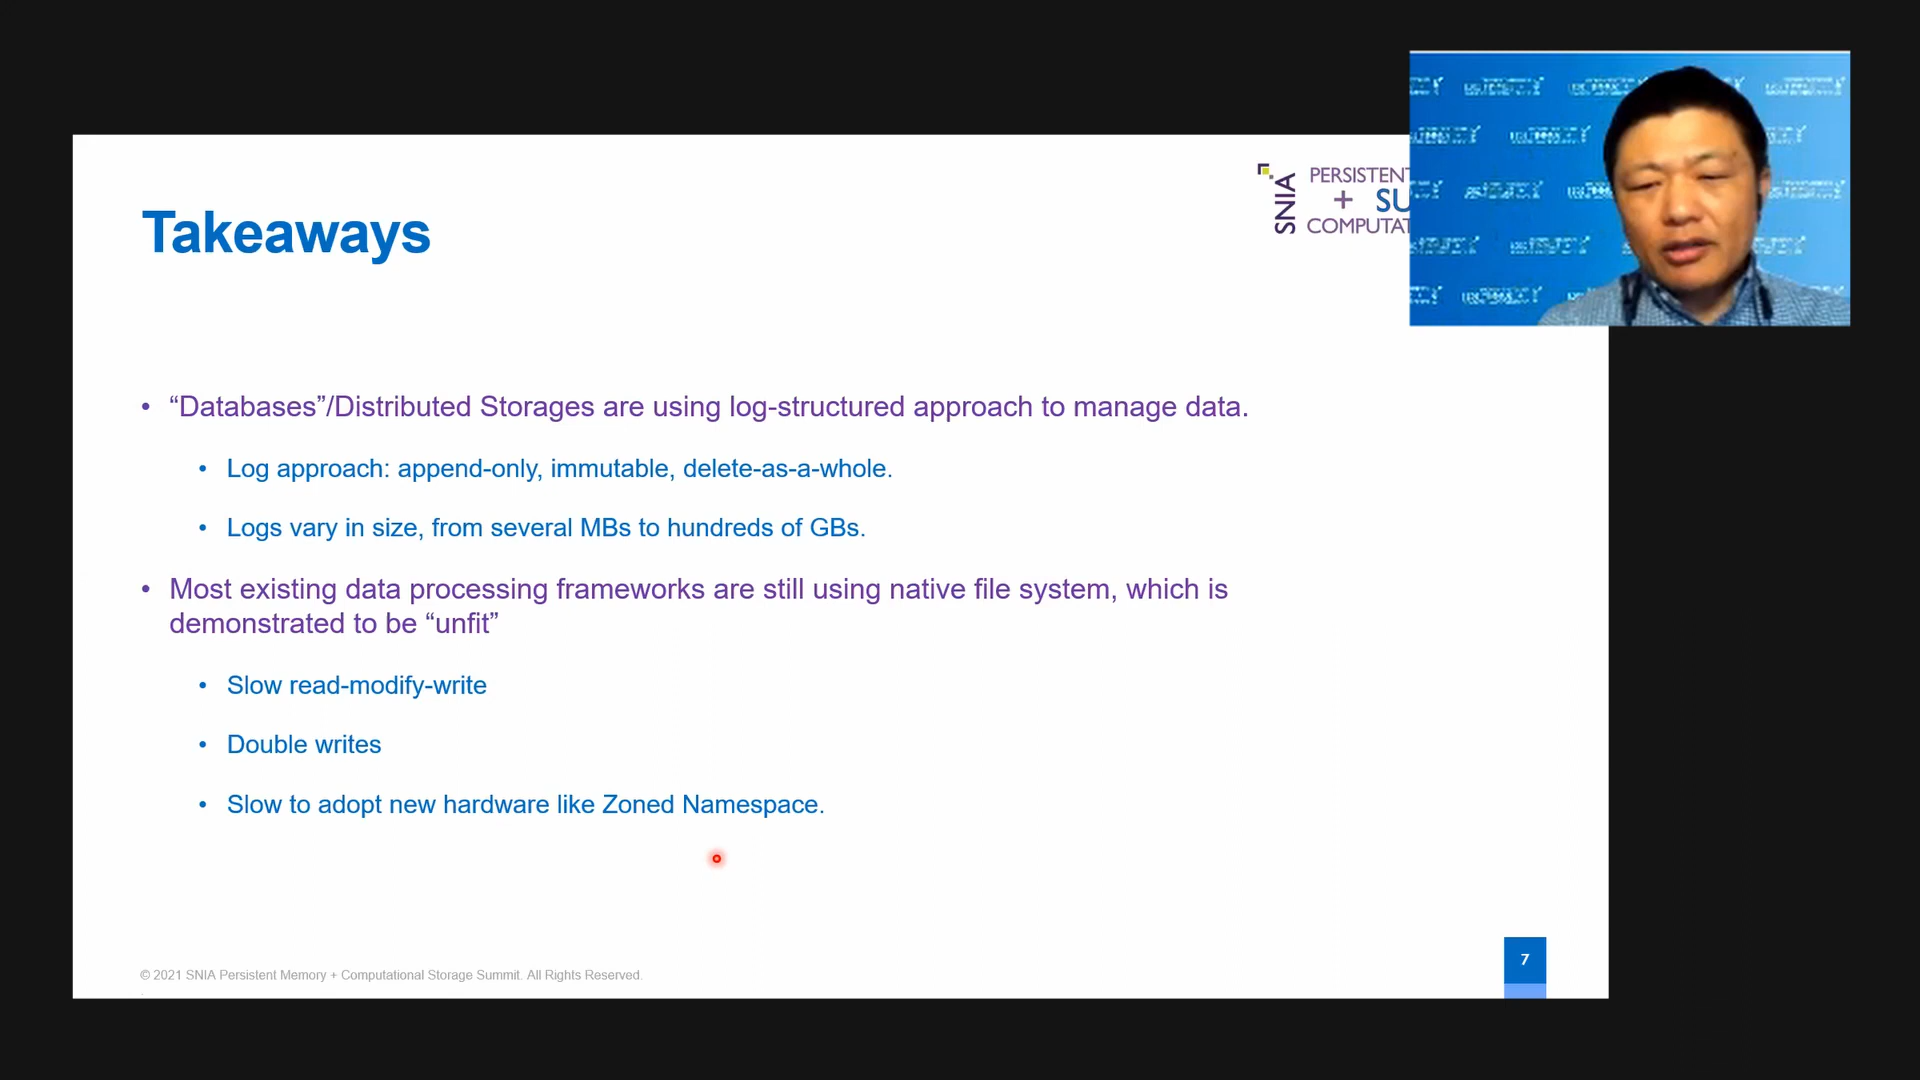 SNIA
PERSISTENT
+ SU
COMPUTAT
Takeaways
• “Databases”/Distributed Storages are using log-structured approach to manage data.
• Log approach: append-only, immutable, delete-as-a-whole.
• Logs vary in size, from several MBs to hundreds of GBs.
• Most existing data processing frameworks are still using native file system, which is
demonstrated to be “unfit”
• Slow read-modify-write
• Double writes
• Slow to adopt new hardware like Zoned Namespace.
© 2021 SNIA Persistent Memory + Computational Storage Summit. All Rights Reserved.
7